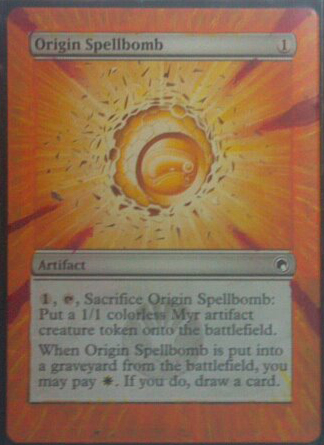 Origin Spellbomb 1
Artifact
1, , Sacrifice Origin Spellbomb:
Put a 1/1 colorless Myr artifact
creature token onto the battlefield.
When Origin Spellbomb is put into
a graveyard from the battlefield, you
may pay . If you do, draw a card.